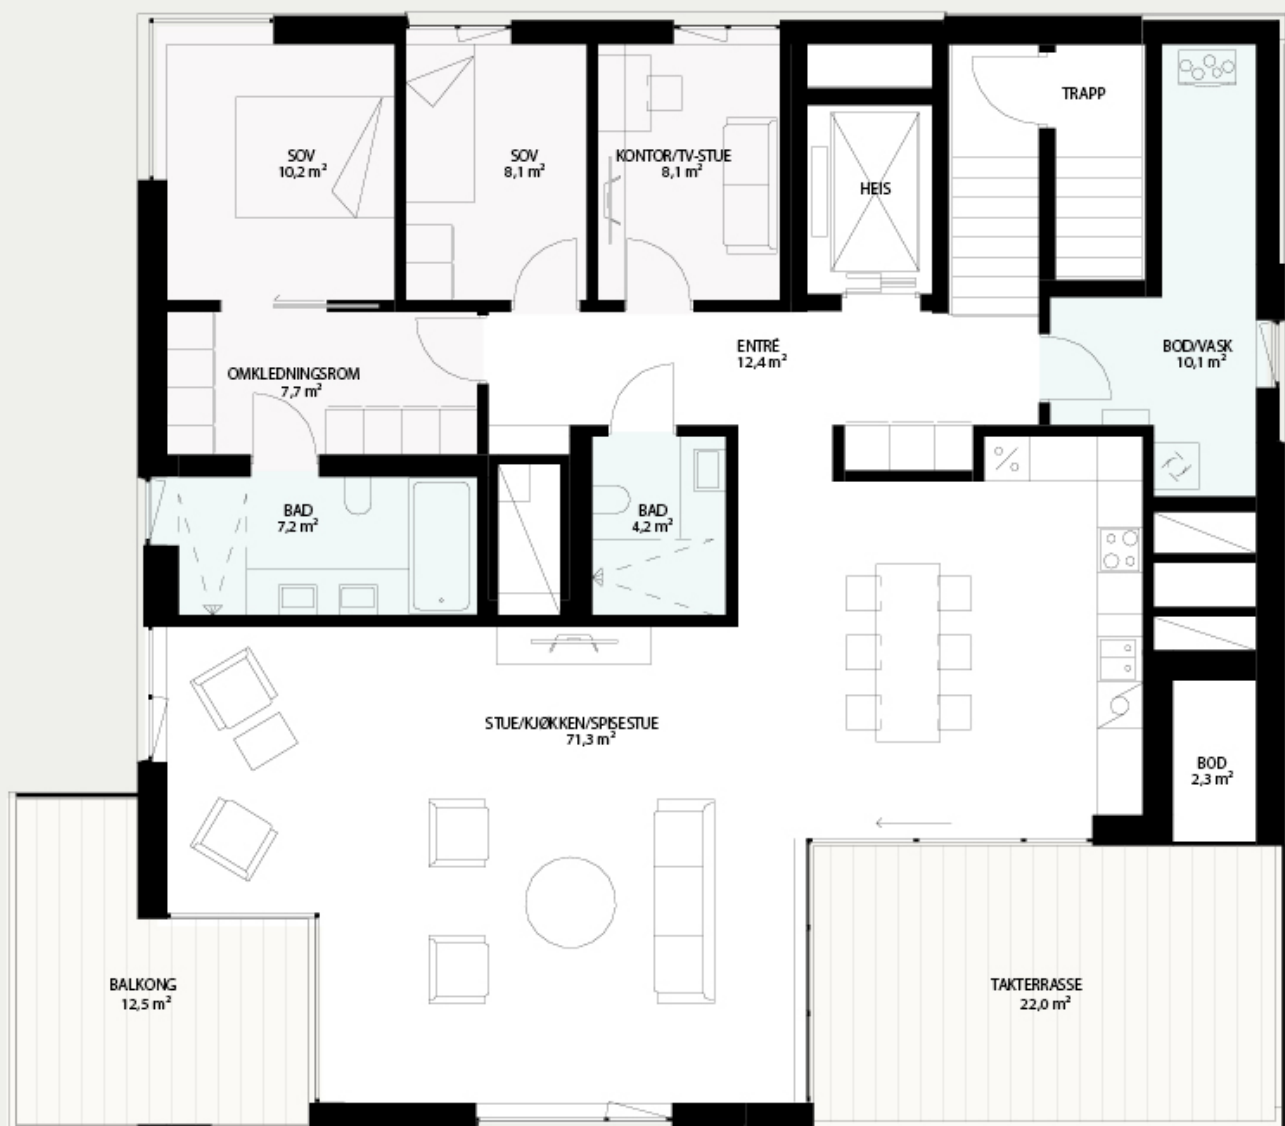 TRAPP
SOV
10,2 m²
SOV
8,1 m²
KONTOR/TV-STUE
8,1 m²
HEIS
ENTRÉ
12,4 m²
BOD/VASK
10,1 m²
OMKLEDNINGSROM
7,7 m²
BAD
7,2 m²
BAD
4,2 m²
STUE/KJØKKEN/SPISESTUE
71,3 m²
BOD
2,3 m²
BALKONG
12,5 m²
TAKTERRASSE
22,0 m²